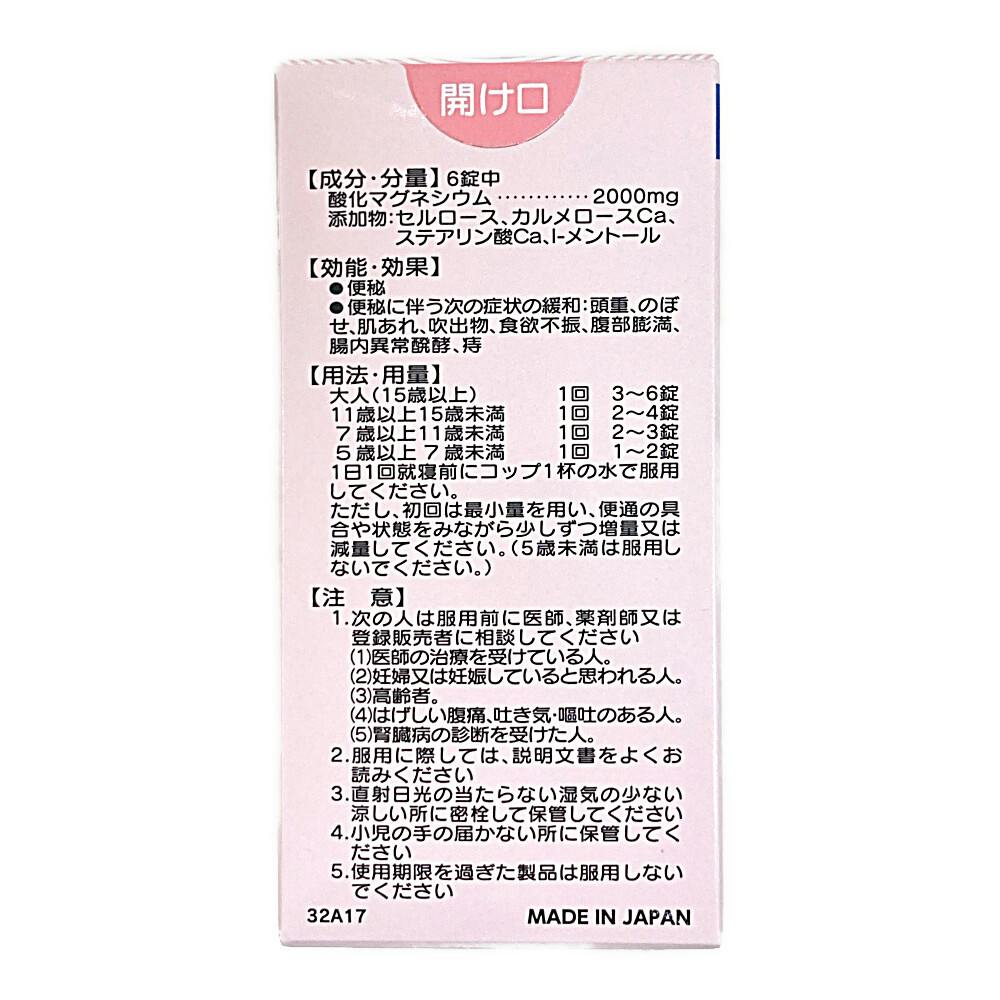 開け口
【成分・分量】6錠中
酸化マグネシウム…………2000mg
添加物:セルロース、カルメロースCa、
ステアリン酸Ca、l-メントール
【効能・効果】
●便秘
●便秘に伴う次の症状の緩和:頭重、のぼ
せ、肌あれ、吹出物、食欲不振、腹部膨満、
腸内異常醗酵、痔
【用法・用量】
大人(15歳以上) 1回 3〜6錠
11歳以上15歳未満 1回 2〜4錠
7歳以上11歳未満 1回 2〜3錠
5歳以上7歳未満 1回 1〜2錠
1日1回就寝前にコップ1杯の水で服用
してください。
ただし、初回は最小量を用い、便通の具
合や状態をみながら少しずつ増量又は
減量してください。(5歳未満は服用し
ないでください。)
【注 意】
1.次の人は服用前に医師、薬剤師又は
登録販売者に相談してください
(1)医師の治療を受けている人。
(2)妊婦又は妊娠していると思われる人。
(3)高齢者。
(4)はげしい腹痛、吐き気・嘔吐のある人。
(5)腎臓病の診断を受けた人。
2.服用に際しては、説明文書をよくお
読みください
3.直射日光の当たらない湿気の少ない
涼しい所に密栓して保管してください
4.小児の手の届かない所に保管してく
ださい
5.使用期限を過ぎた製品は服用しない
でください
32A17 MADE IN JAPAN